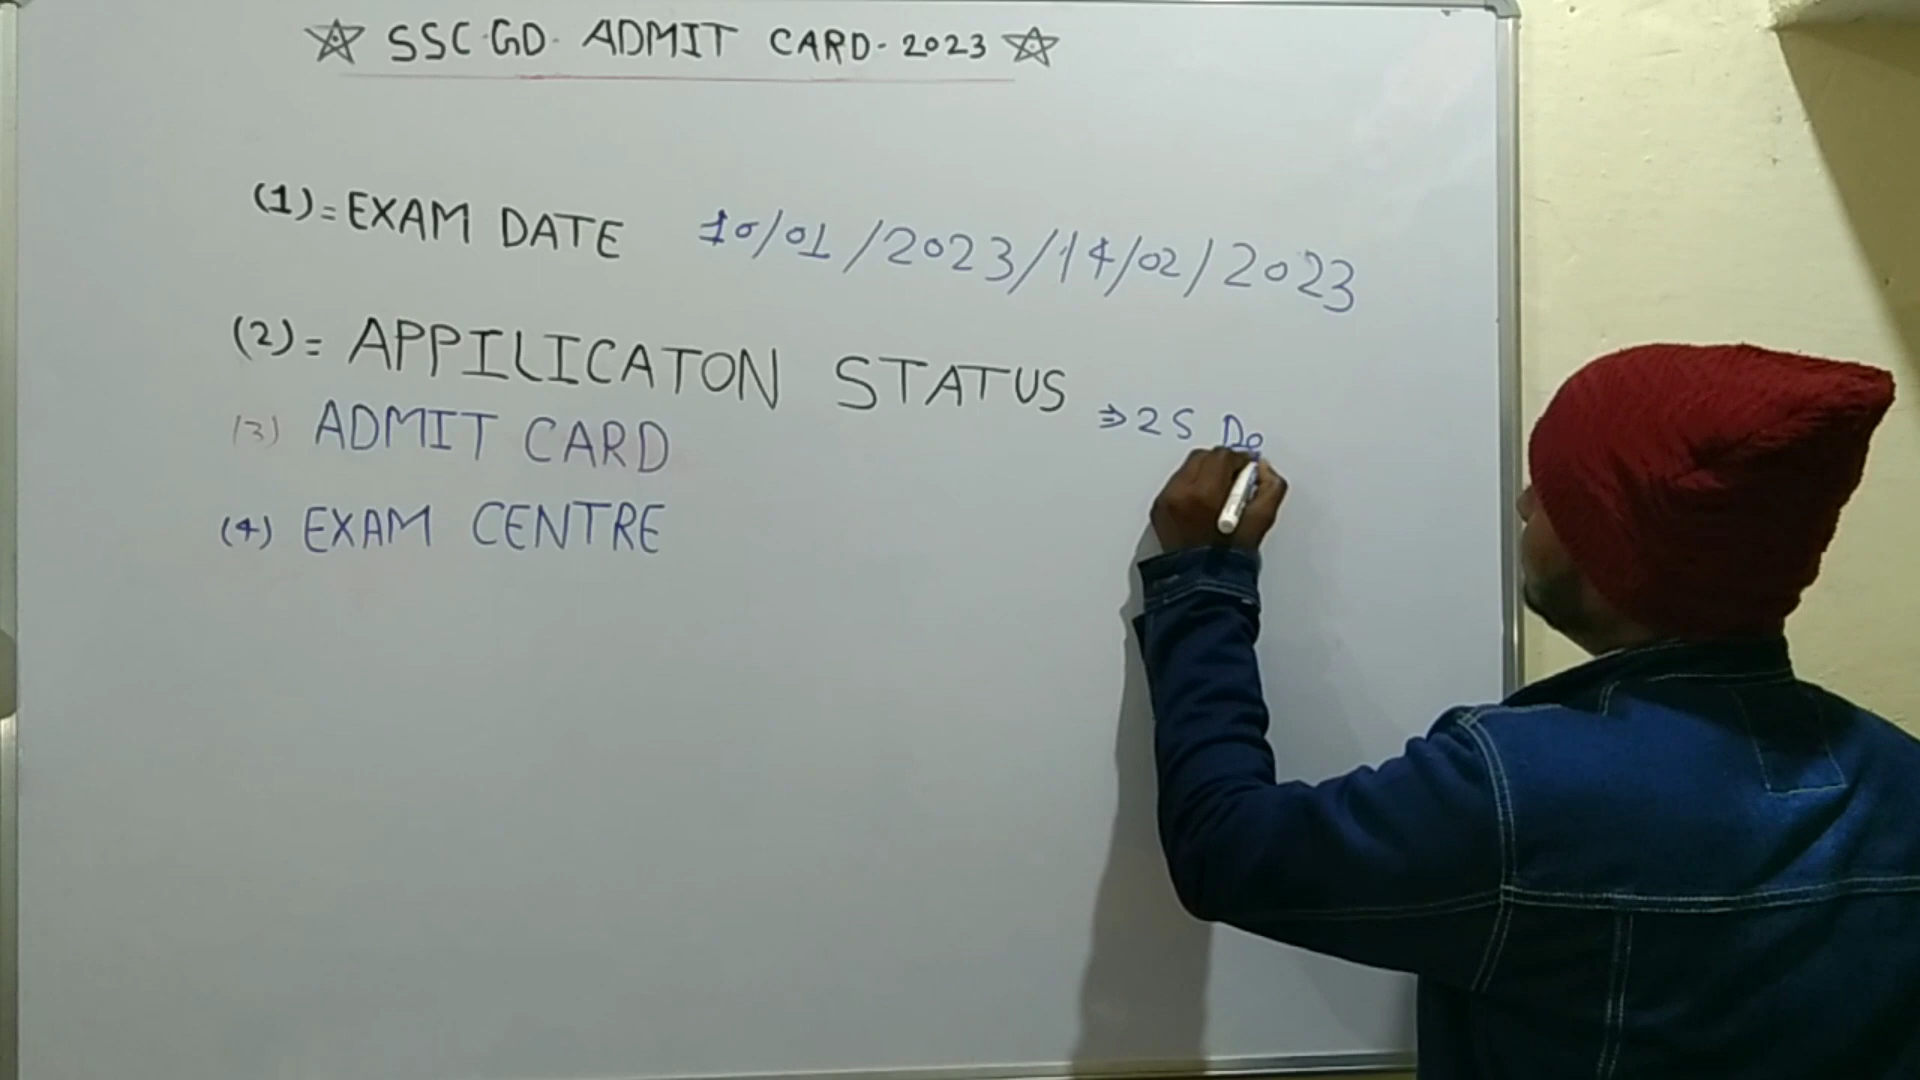 ☆ SSC GD ADMIT CARD-2023 ☆
(1)= EXAM DATE 10/01/2023/14/02/2023
(2)= APPILICATON STATUS ⇒ 25 De
(3) ADMIT CARD
(4) EXAM CENTRE